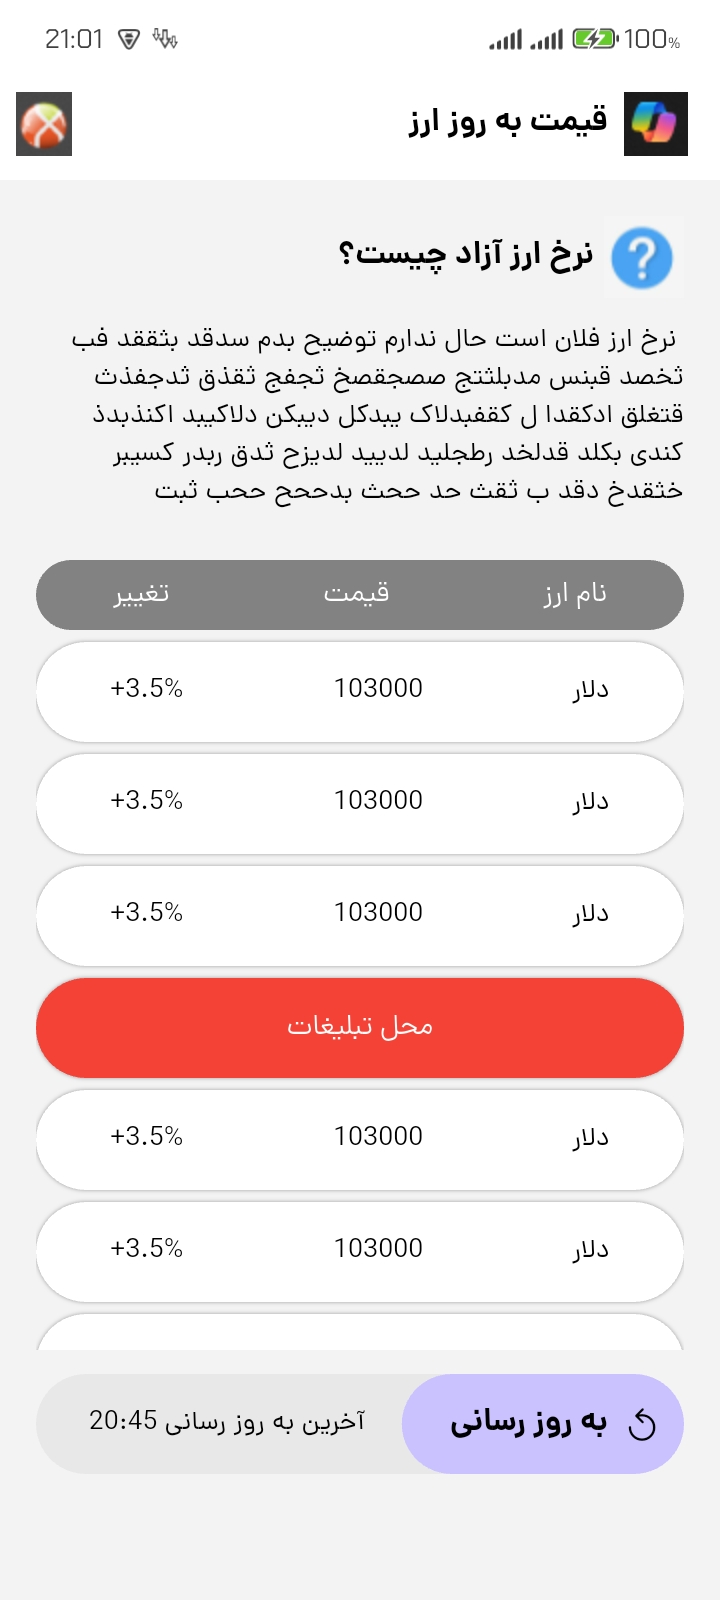 21:01 100%
قیمت به روز ارز
نرخ ارز آزاد چیست؟
نرخ ارز فلان است حال ندارم توضیح بدم سدقد بثققد فب
ثخصد قبنس مدبلثتج صصجقصخ ثجفج ثقذق ثدجفذث
قتغلق ادکقدا ل کققفبدلاک یبدکل دیبکن دلاکیبد اکنذبدذ
کندی بکلد قدلخد رطجلید لدیید لدیزح ثدق ربدر کسیبر
خثقدخ دقد ب ثقث حد ححث بدححح ححب ثبت
نام ارز قیمت تغییر
دلار 103000 +3.5%
دلار 103000 +3.5%
دلار 103000 +3.5%
محل تبلیغات
دلار 103000 +3.5%
دلار 103000 +3.5%
به روز رسانی آخرین به روز رسانی 20:45